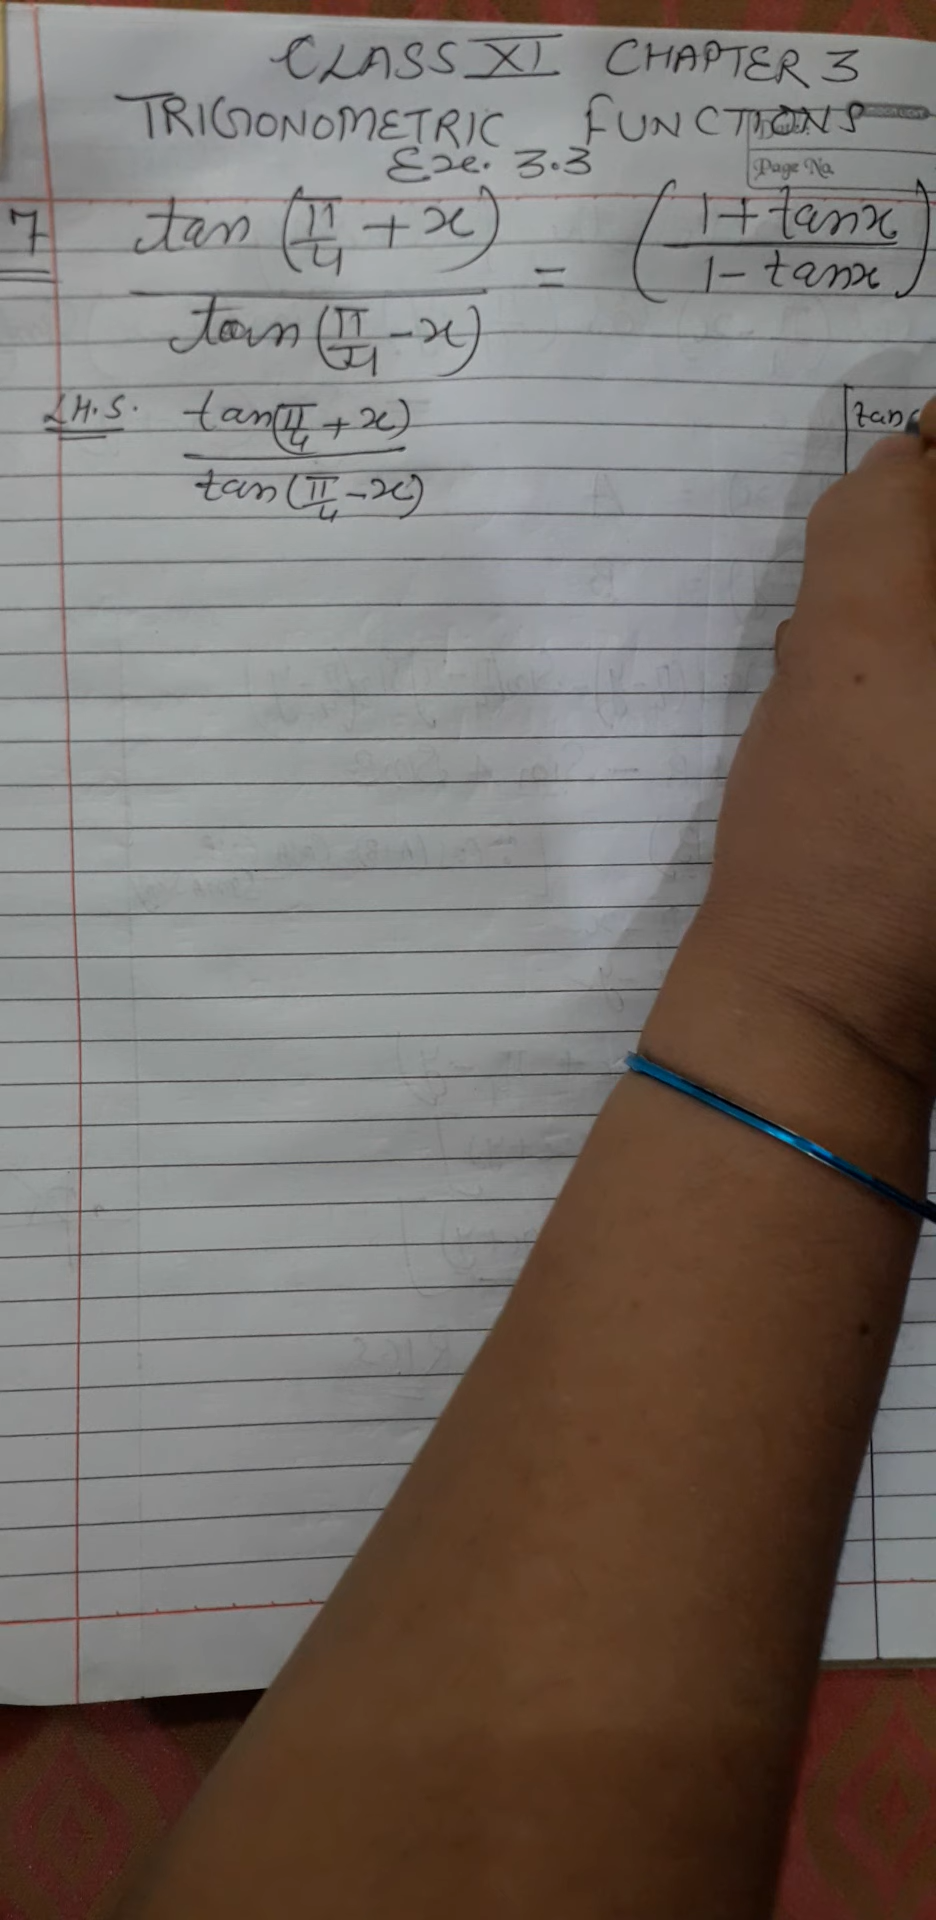 CLASS XI CHAPTER 3
TRIGONOMETRIC FUNCTIONS
Exe. 3.3
Page No.
7 tan (π/4 + x) / tan (π/4 - x) = ( 1 + tanx / 1 - tanx )
L.H.S. tan(π/4 + x) / tan(π/4 - x)
tan